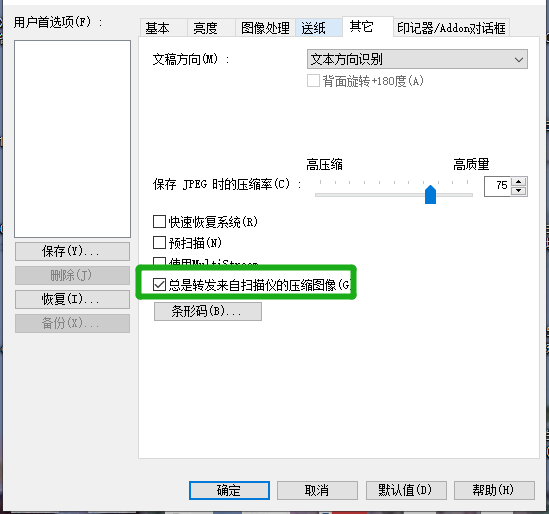 用户首选项(F) :
基本 亮度 图像处理 送纸 其它 印记器/Addon对话框
文稿方向(M) : 文本方向识别
背面旋转+180度(A)
高压缩 高质量
保存 JPEG 时的压缩率(C) : 75
快速恢复系统(R)
预扫描(N)
使用MultiStream
总是转发来自扫描仪的压缩图像(G
条形码(B)...
保存(Y)...
删除(J)
恢复(I)...
备份(X)...
确定 取消 默认值(D) 帮助(H)